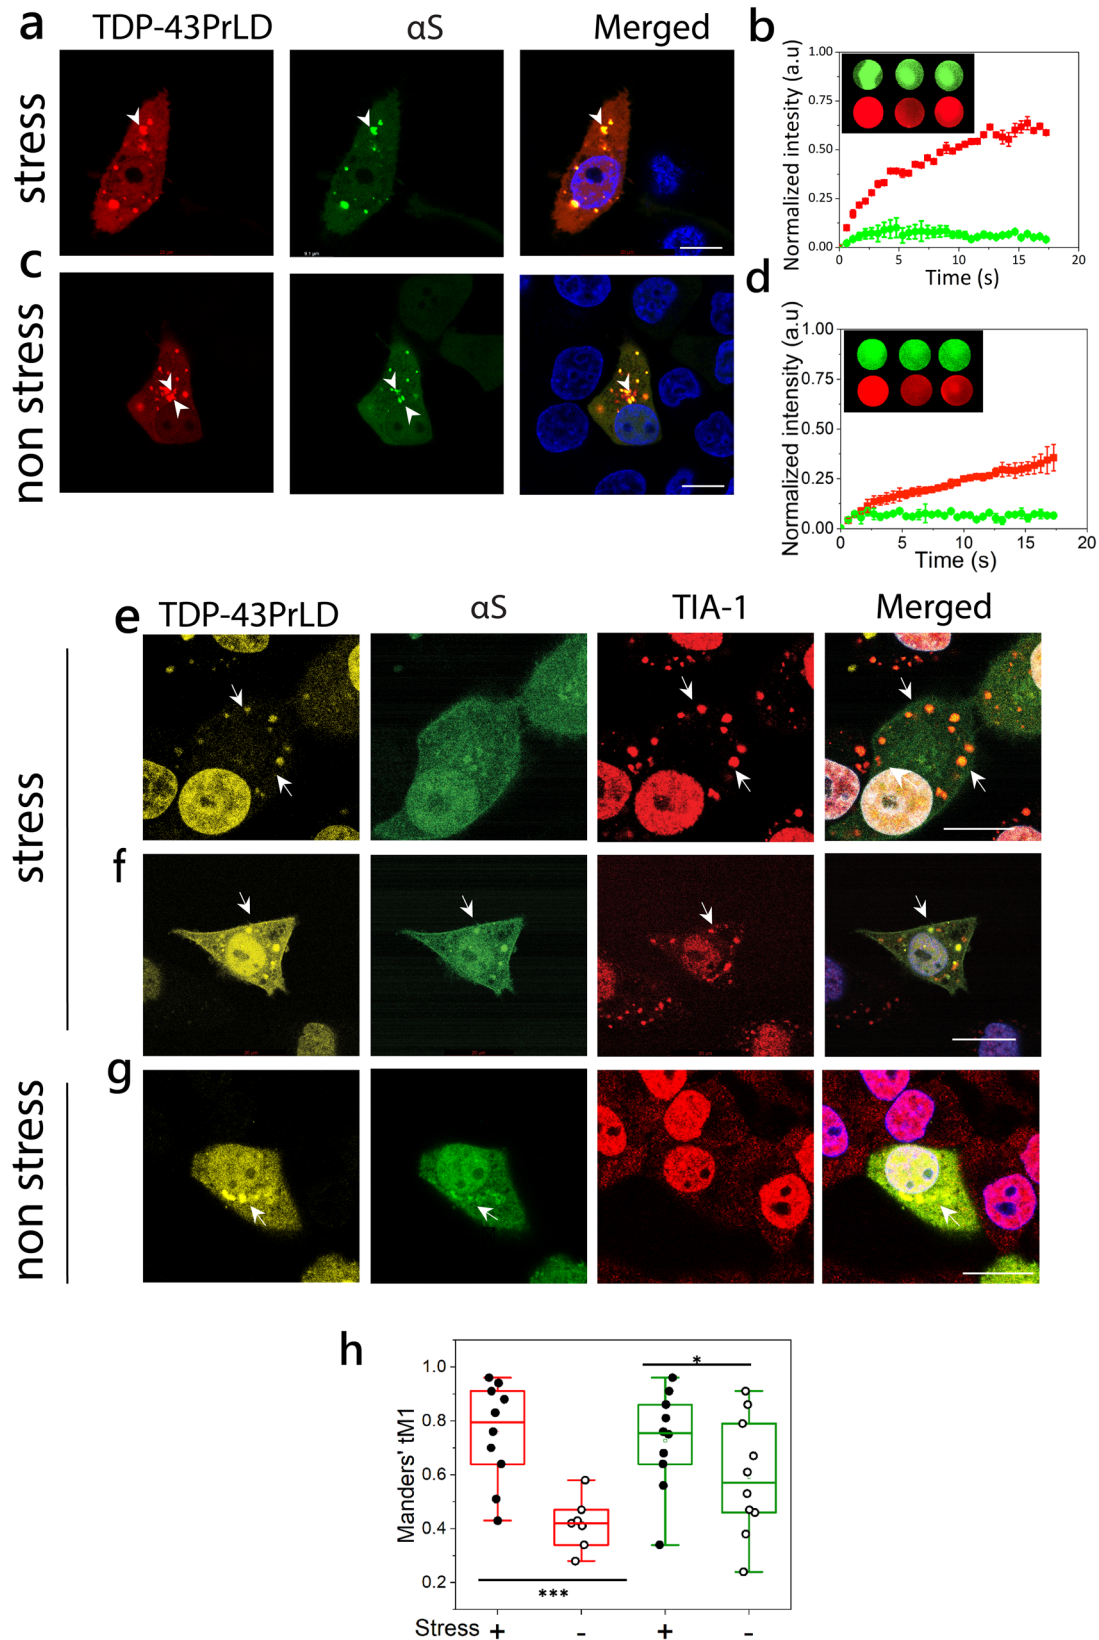 a
TDP-43PrLD
αS
Merged
stress
9.1 μm
b
Normalized intesity (a.u)
1.00
0.75
0.50
0.25
0.00
0
5
10
15
20
Time (s)
c
non stress
d
Normalized intensity (a.u)
1.00
0.75
0.50
0.25
0.00
0
5
10
15
20
Time (s)
e
TDP-43PrLD
αS
TIA-1
Merged
stress
f
g
non stress
h
Manders' tM1
1.0
0.8
0.6
0.4
0.2
*
***
Stress + - + -